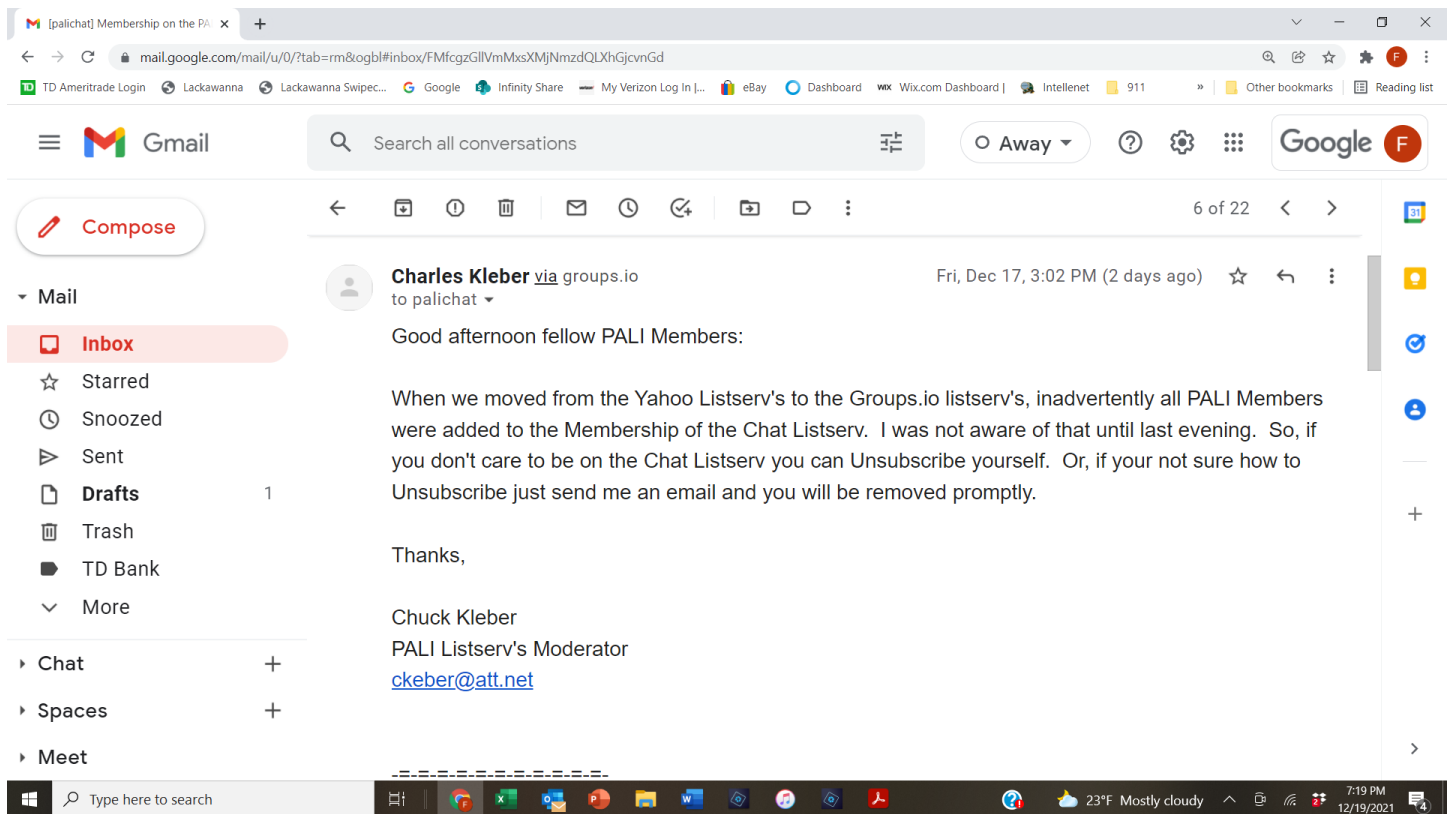 [palichat] Membership on the PA
mail.google.com/mail/u/0/?tab=rm&ogbl#inbox/FMfcgzGllVmMxsXMjNmzdQLXhGjcvnGd
F
TD Ameritrade Login Lackawanna Lackawanna Swipec... Google Infinity Share My Verizon Log In |... eBay Dashboard WIX Wix.com Dashboard | Intellenet 911 » Other bookmarks Reading list
Gmail Search all conversations Away Google F
Compose
6 of 22
31
Mail
Inbox
Starred
Snoozed
Sent
Drafts 1
Trash
TD Bank
More
Chat
Spaces
Meet
Charles Kleber via groups.io Fri, Dec 17, 3:02 PM (2 days ago)
to palichat
Good afternoon fellow PALI Members:
When we moved from the Yahoo Listserv's to the Groups.io listserv's, inadvertently all PALI Members
were added to the Membership of the Chat Listserv.  I was not aware of that until last evening.  So, if
you don't care to be on the Chat Listserv you can Unsubscribe yourself.  Or, if your not sure how to
Unsubscribe just send me an email and you will be removed promptly.
Thanks,
Chuck Kleber
PALI Listserv's Moderator
ckeber@att.net
-=-=-=-=-=-=-=-=-=-=-=-
Type here to search
23°F Mostly cloudy
7:19 PM
12/19/2021
4